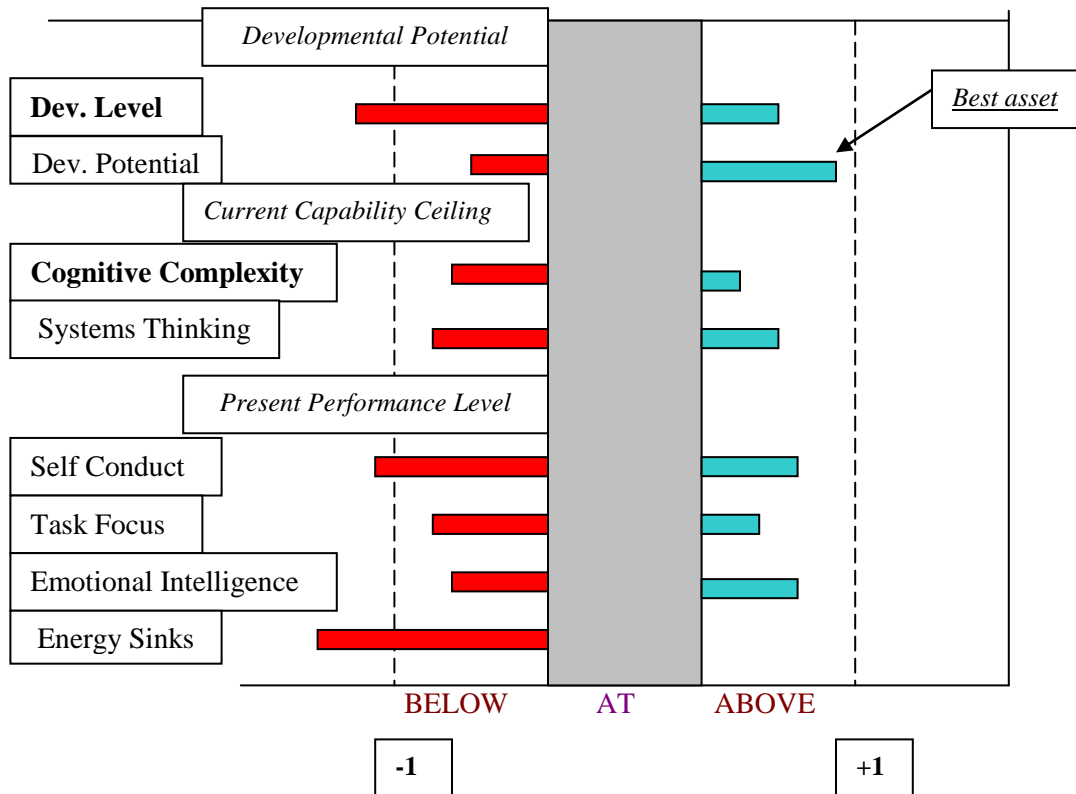 Developmental Potential
Dev. Level
Best asset
Dev. Potential
Current Capability Ceiling
Cognitive Complexity
Systems Thinking
Present Performance Level
Self Conduct
Task Focus
Emotional Intelligence
Energy Sinks
BELOW AT ABOVE
-1 +1